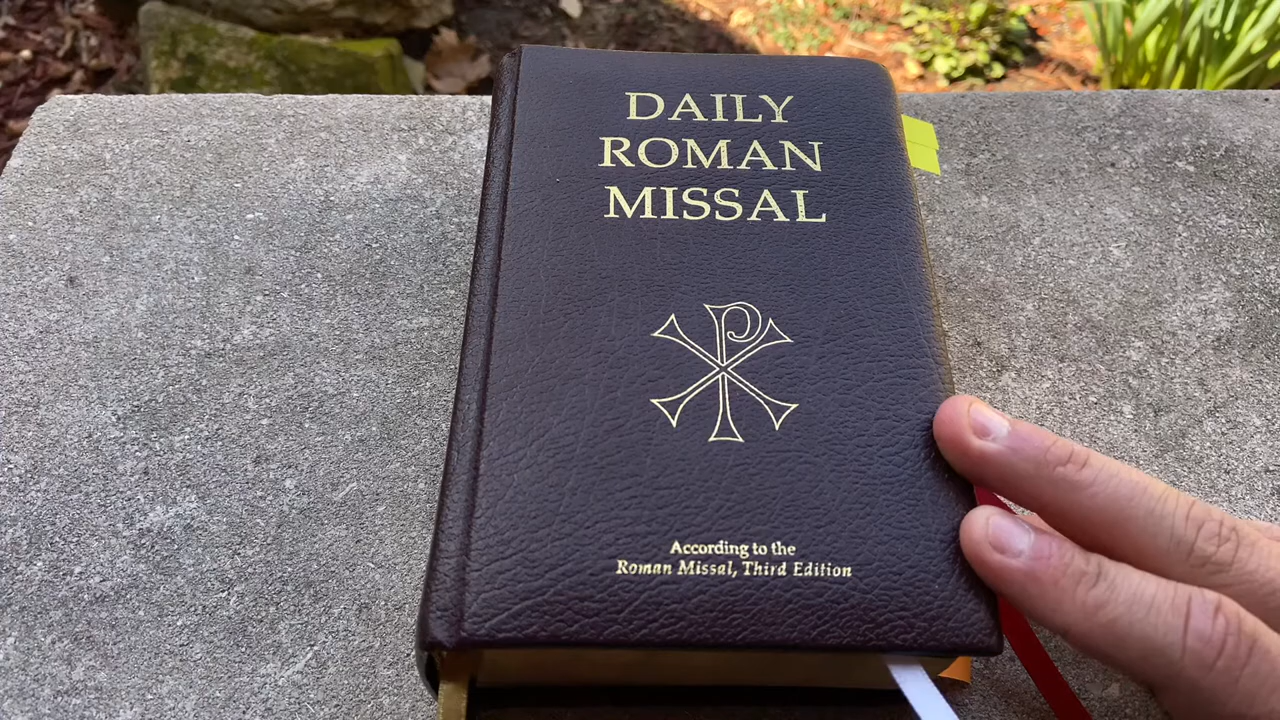 DAILY
ROMAN
MISSAL
According to the
Roman Missal, Third Edition